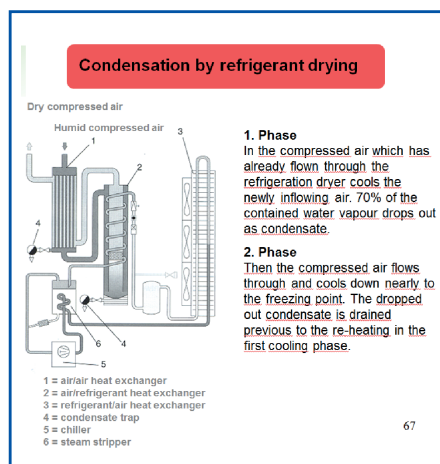 Condensation by refrigerant drying
Dry compressed air
Humid compressed air
1
2
3
4
6
4
5
1 = air/air heat exchanger
2 = air/refrigerant heat exchanger
3 = refrigerant/air heat exchanger
4 = condensate trap
5 = chiller
6 = steam stripper
1. Phase
In the compressed air which has
already flown through the
refrigeration dryer cools the
newly inflowing air. 70% of the
contained water vapour drops out
as condensate.
2. Phase
Then the compressed air flows
through and cools down nearly to
the freezing point. The dropped
out condensate is drained
previous to the re-heating in the
first cooling phase.
67